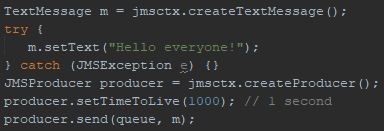 TextMessage m = jmsctx.createTextMessage();
try {
    m.setText("Hello everyone!");
} catch (JMSException e) {}
JMSProducer producer = jmsctx.createProducer();
producer.setTimeToLive(1000); // 1 second
producer.send(queue, m);